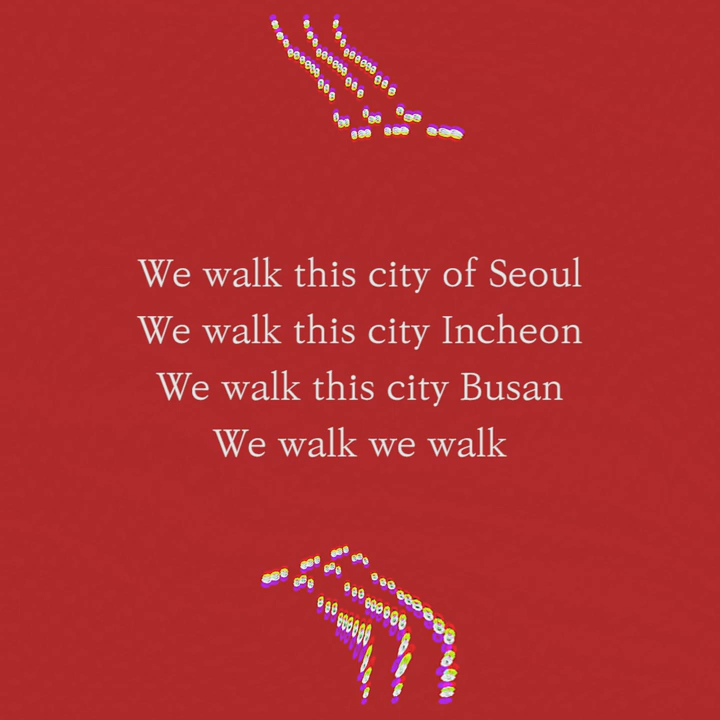 We walk this city of Seoul
We walk this city Incheon
We walk this city Busan
We walk we walk